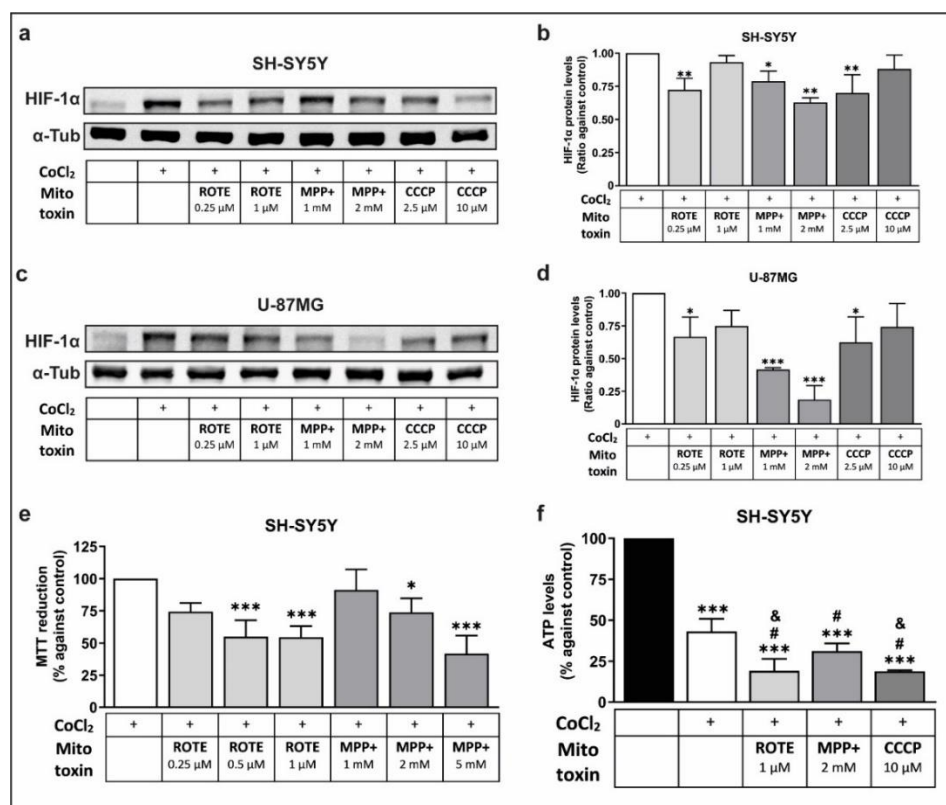 a
SH-SY5Y
HIF-1α
α-Tub
CoCl₂ + + + + + + +
Mito toxin ROTE 0.25 µM ROTE 1 µM MPP+ 1 mM MPP+ 2 mM CCCP 2.5 µM CCCP 10 µM
b
SH-SY5Y
HIF-1α protein levels
(Ratio against control)
1.00
0.75
0.50
0.25
0
** * ** **
CoCl₂ + + + + + + +
Mito toxin ROTE 0.25 µM ROTE 1 µM MPP+ 1 mM MPP+ 2 mM CCCP 2.5 µM CCCP 10 µM
c
U-87MG
HIF-1α
α-Tub
CoCl₂ + + + + + + +
Mito toxin ROTE 0.25 µM ROTE 1 µM MPP+ 1 mM MPP+ 2 mM CCCP 2.5 µM CCCP 10 µM
d
U-87MG
HIF-1α protein levels
(Ratio against control)
1.00
0.75
0.50
0.25
0
* *** *** *
CoCl₂ + + + + + + +
Mito toxin ROTE 0.25 µM ROTE 1 µM MPP+ 1 mM MPP+ 2 mM CCCP 2.5 µM CCCP 10 µM
e
SH-SY5Y
MTT reduction
(% against control)
125
100
75
50
25
0
*** *** * ***
CoCl₂ + + + + + + +
Mito toxin ROTE 0.25 µM ROTE 0.5 µM ROTE 1 µM MPP+ 1 mM MPP+ 2 mM MPP+ 5 mM
f
SH-SY5Y
ATP levels
(% against control)
100
75
50
25
0
& # &
# #
*** *** *** ***
CoCl₂ + + + +
Mito toxin ROTE 1 µM MPP+ 2 mM CCCP 10 µM